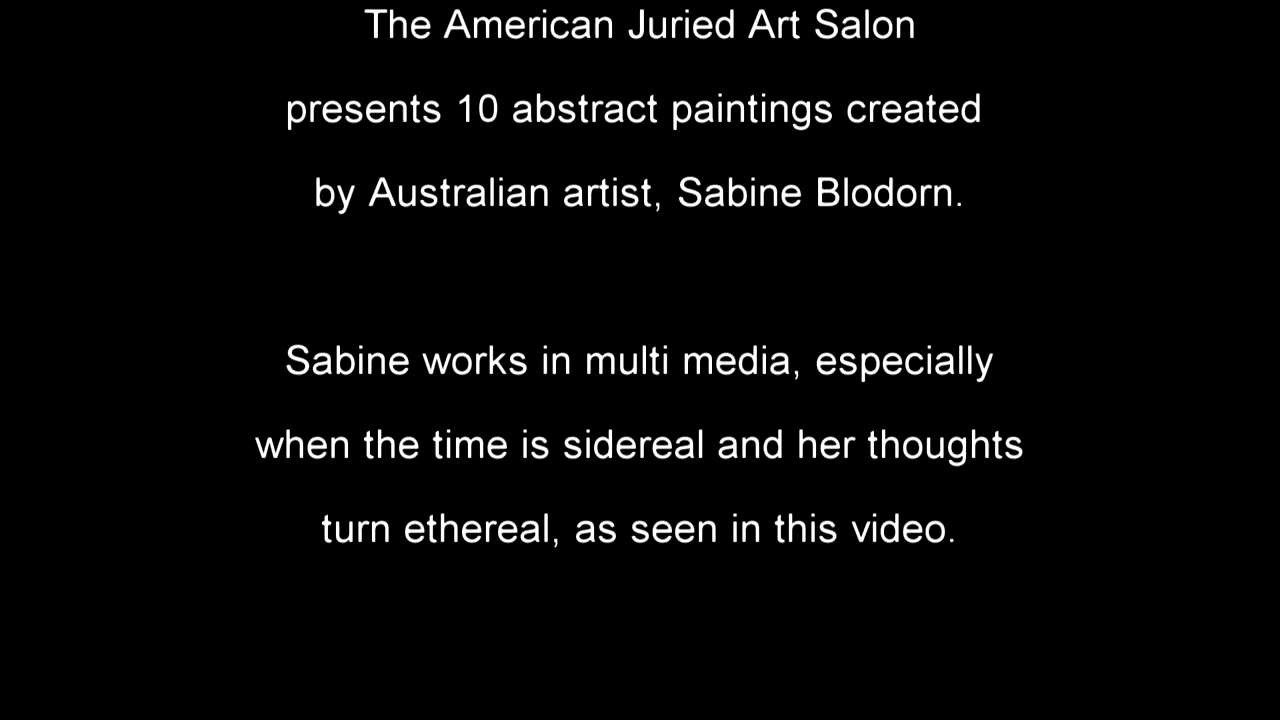 The American Juried Art Salon
presents 10 abstract paintings created
by Australian artist, Sabine Blodorn.
Sabine works in multi media, especially
when the time is sidereal and her thoughts
turn ethereal, as seen in this video.